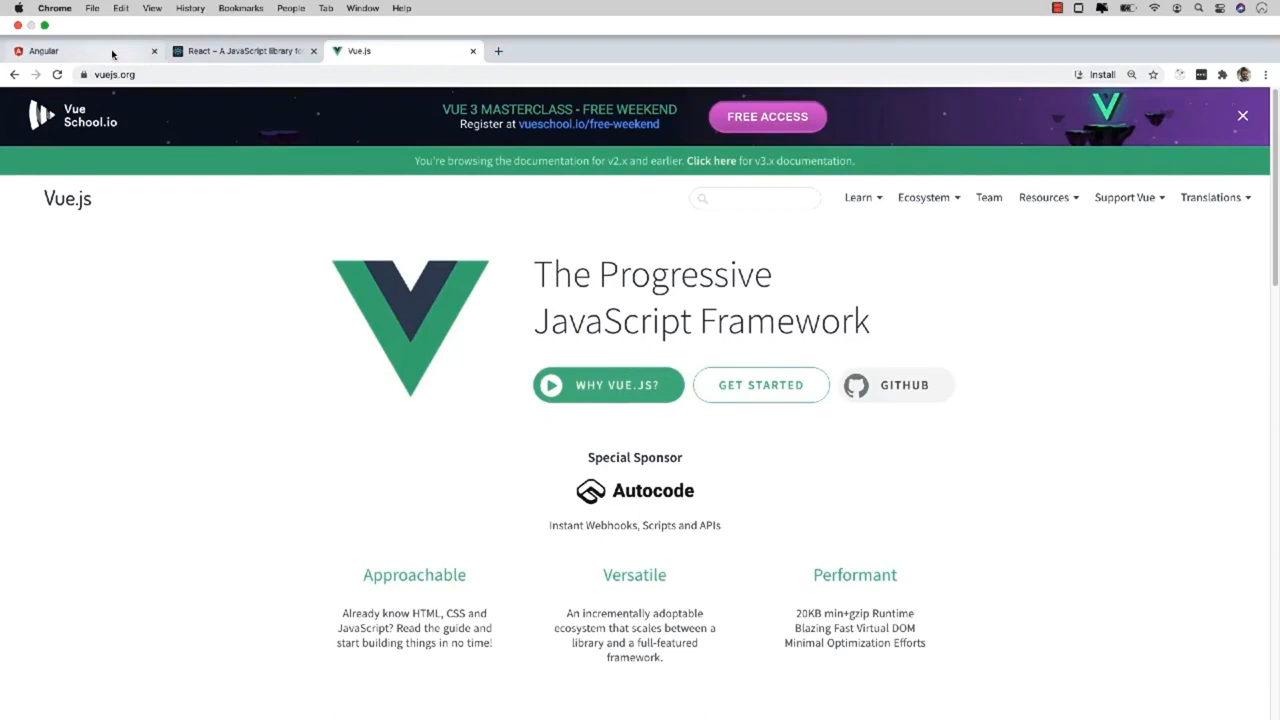 Chrome File Edit View History Bookmarks People Tab Window Help
Angular
React – A JavaScript library fo
Vue.js
vuejs.org
Install
Vue
School.io
VUE 3 MASTERCLASS - FREE WEEKEND
Register at vueschool.io/free-weekend
FREE ACCESS
You're browsing the documentation for v2.x and earlier. Click here for v3.x documentation.
Vue.js
Learn Ecosystem Team Resources Support Vue Translations
The Progressive
JavaScript Framework
WHY VUE.JS?
GET STARTED
GITHUB
Special Sponsor
Autocode
Instant Webhooks, Scripts and APIs
Approachable
Already know HTML, CSS and
JavaScript? Read the guide and
start building things in no time!
Versatile
An incrementally adoptable
ecosystem that scales between a
library and a full-featured
framework.
Performant
20KB min+gzip Runtime
Blazing Fast Virtual DOM
Minimal Optimization Efforts